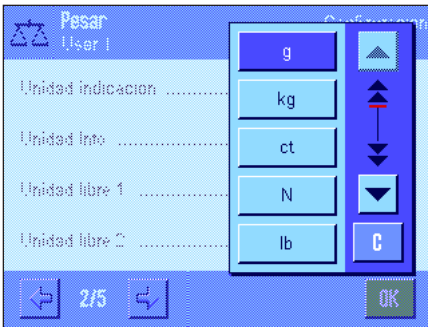 Pesar
User 1
Configuracion
g
Unidad indicacion ..........
kg
Unidad Info ..........
ct
Unidad libre 1 ..........
N
Unidad libre 2 ..........
lb
C
2/5
OK